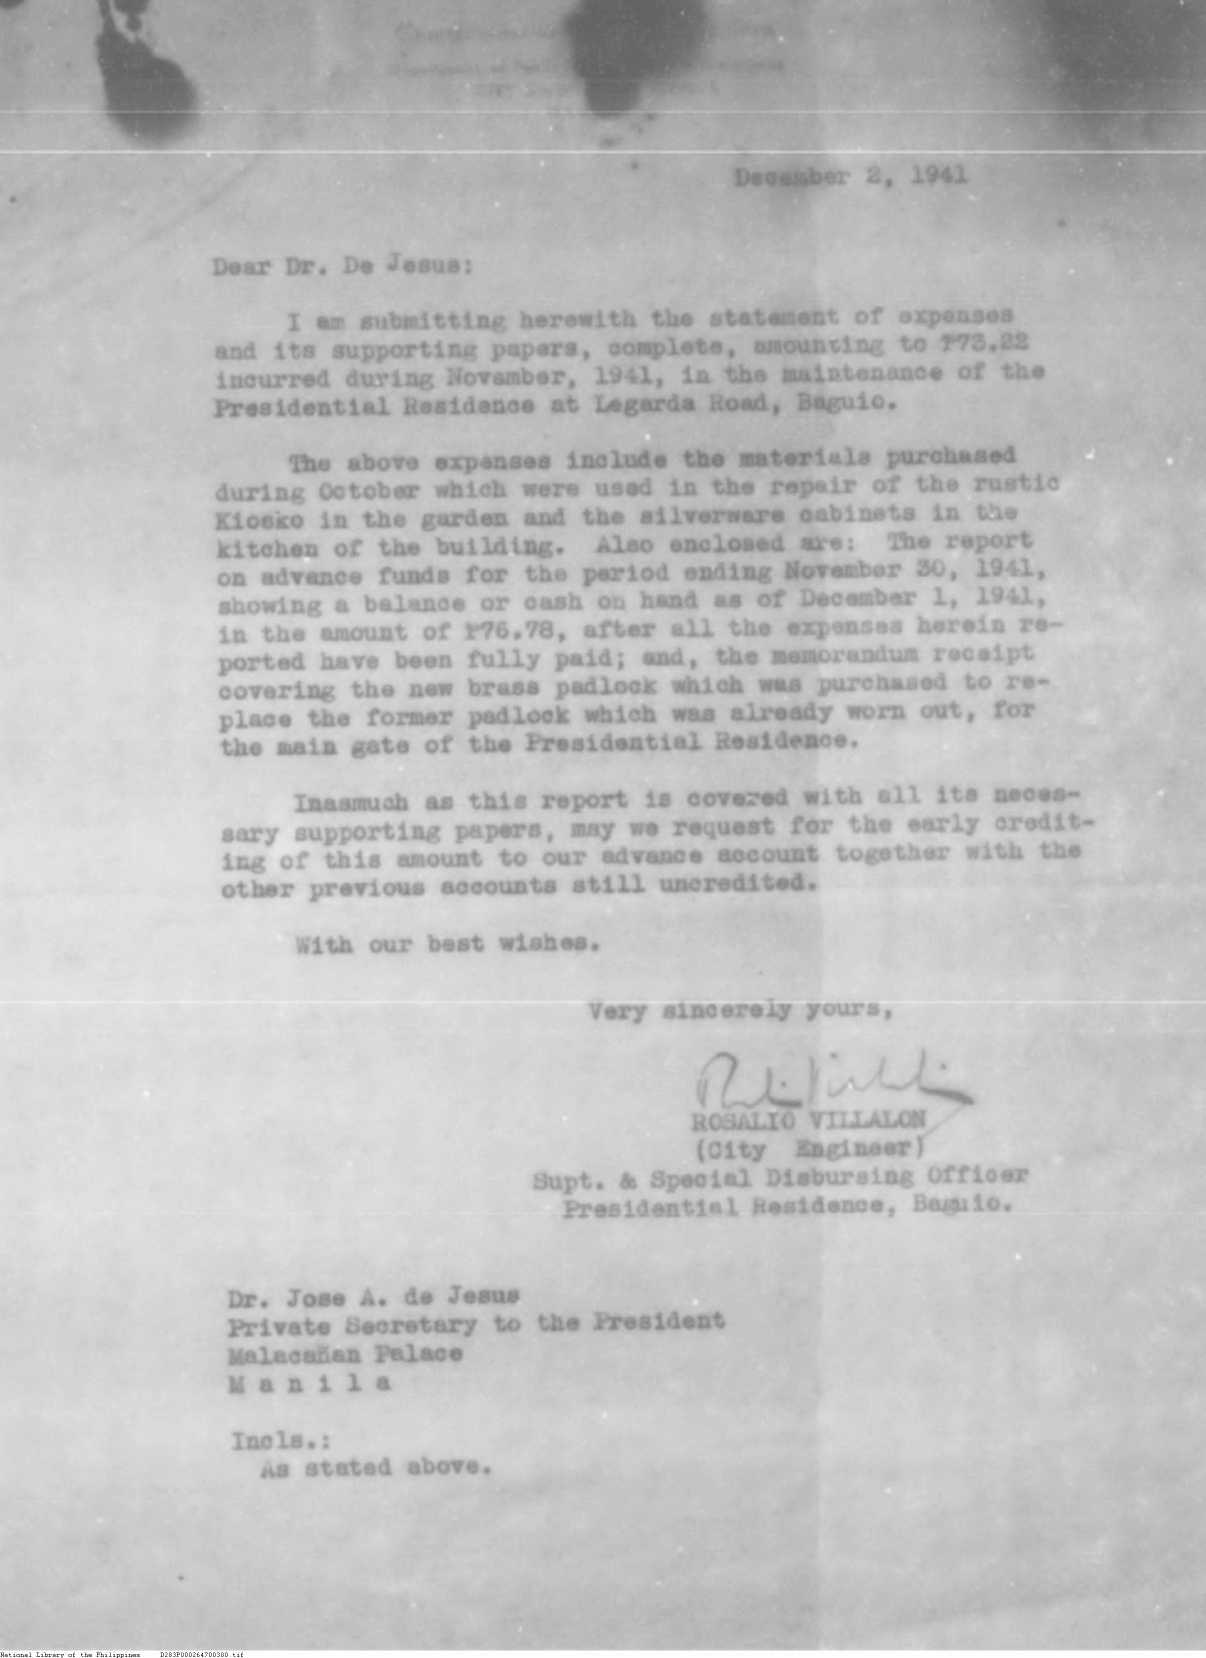 December 2, 1941
Dear Dr. De Jesus:
I am submitting herewith the statement of expenses
and its supporting papers, complete, amounting to ₱73.22
incurred during November, 1941, in the maintenance of the
Presidential Residence at Legarda Road, Baguio.
The above expenses include the materials purchased
during October which were used in the repair of the rustic
Kiosko in the garden and the silverware cabinets in the
kitchen of the building. Also enclosed are: The report
on advance funds for the period ending November 30, 1941,
showing a balance or cash on hand as of December 1, 1941,
in the amount of ₱76.78, after all the expenses herein re-
ported have been fully paid; and, the memorandum receipt
covering the new brass padlock which was purchased to re-
place the former padlock which was already worn out, for
the main gate of the Presidential Residence.
Inasmuch as this report is covered with all its neces-
sary supporting papers, may we request for the early credit-
ing of this amount to our advance account together with the
other previous accounts still uncredited.
With our best wishes.
Very sincerely yours,
ROSALIO VILLALON
(City Engineer)
Supt. & Special Disbursing Officer
Presidential Residence, Baguio.
Dr. Jose A. de Jesus
Private Secretary to the President
Malacañan Palace
M a n i l a
Incls.:
As stated above.
National Library of the Philippines D283P000264700300.tif